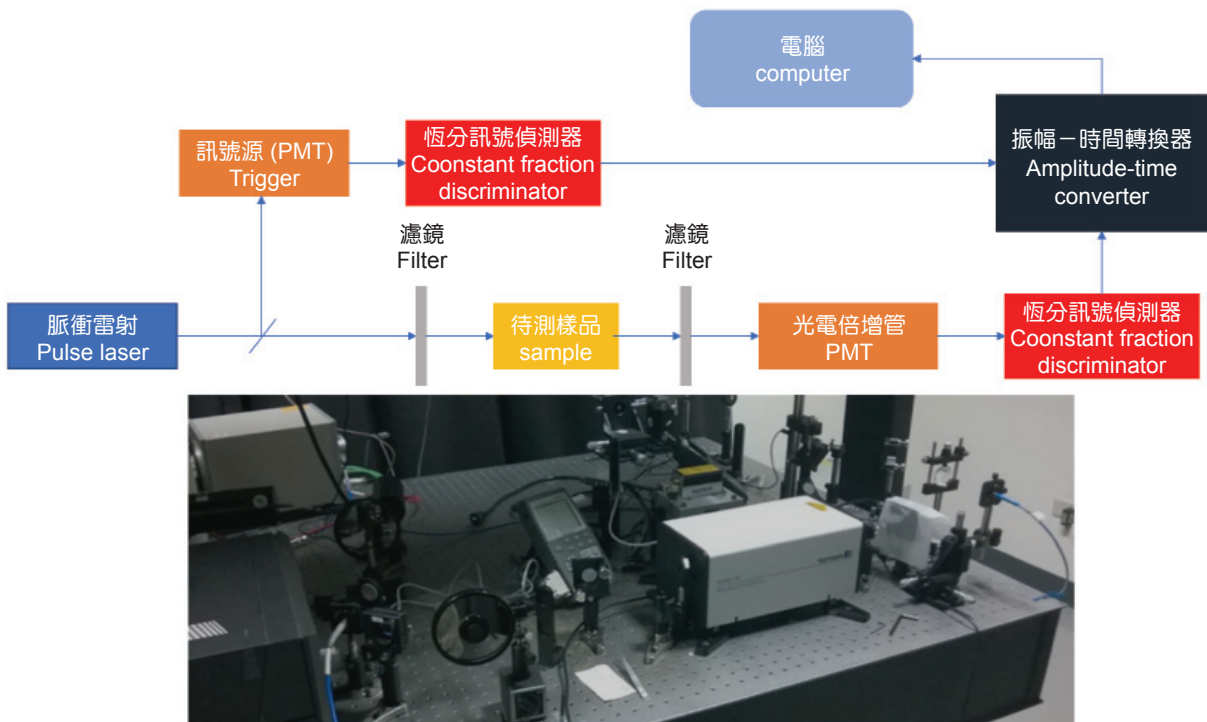 電腦
computer
訊號源 (PMT)
Trigger
恆分訊號偵測器
Coonstant fraction
discriminator
振幅－時間轉換器
Amplitude-time
converter
濾鏡
Filter
濾鏡
Filter
脈衝雷射
Pulse laser
待測樣品
sample
光電倍增管
PMT
恆分訊號偵測器
Coonstant fraction
discriminator